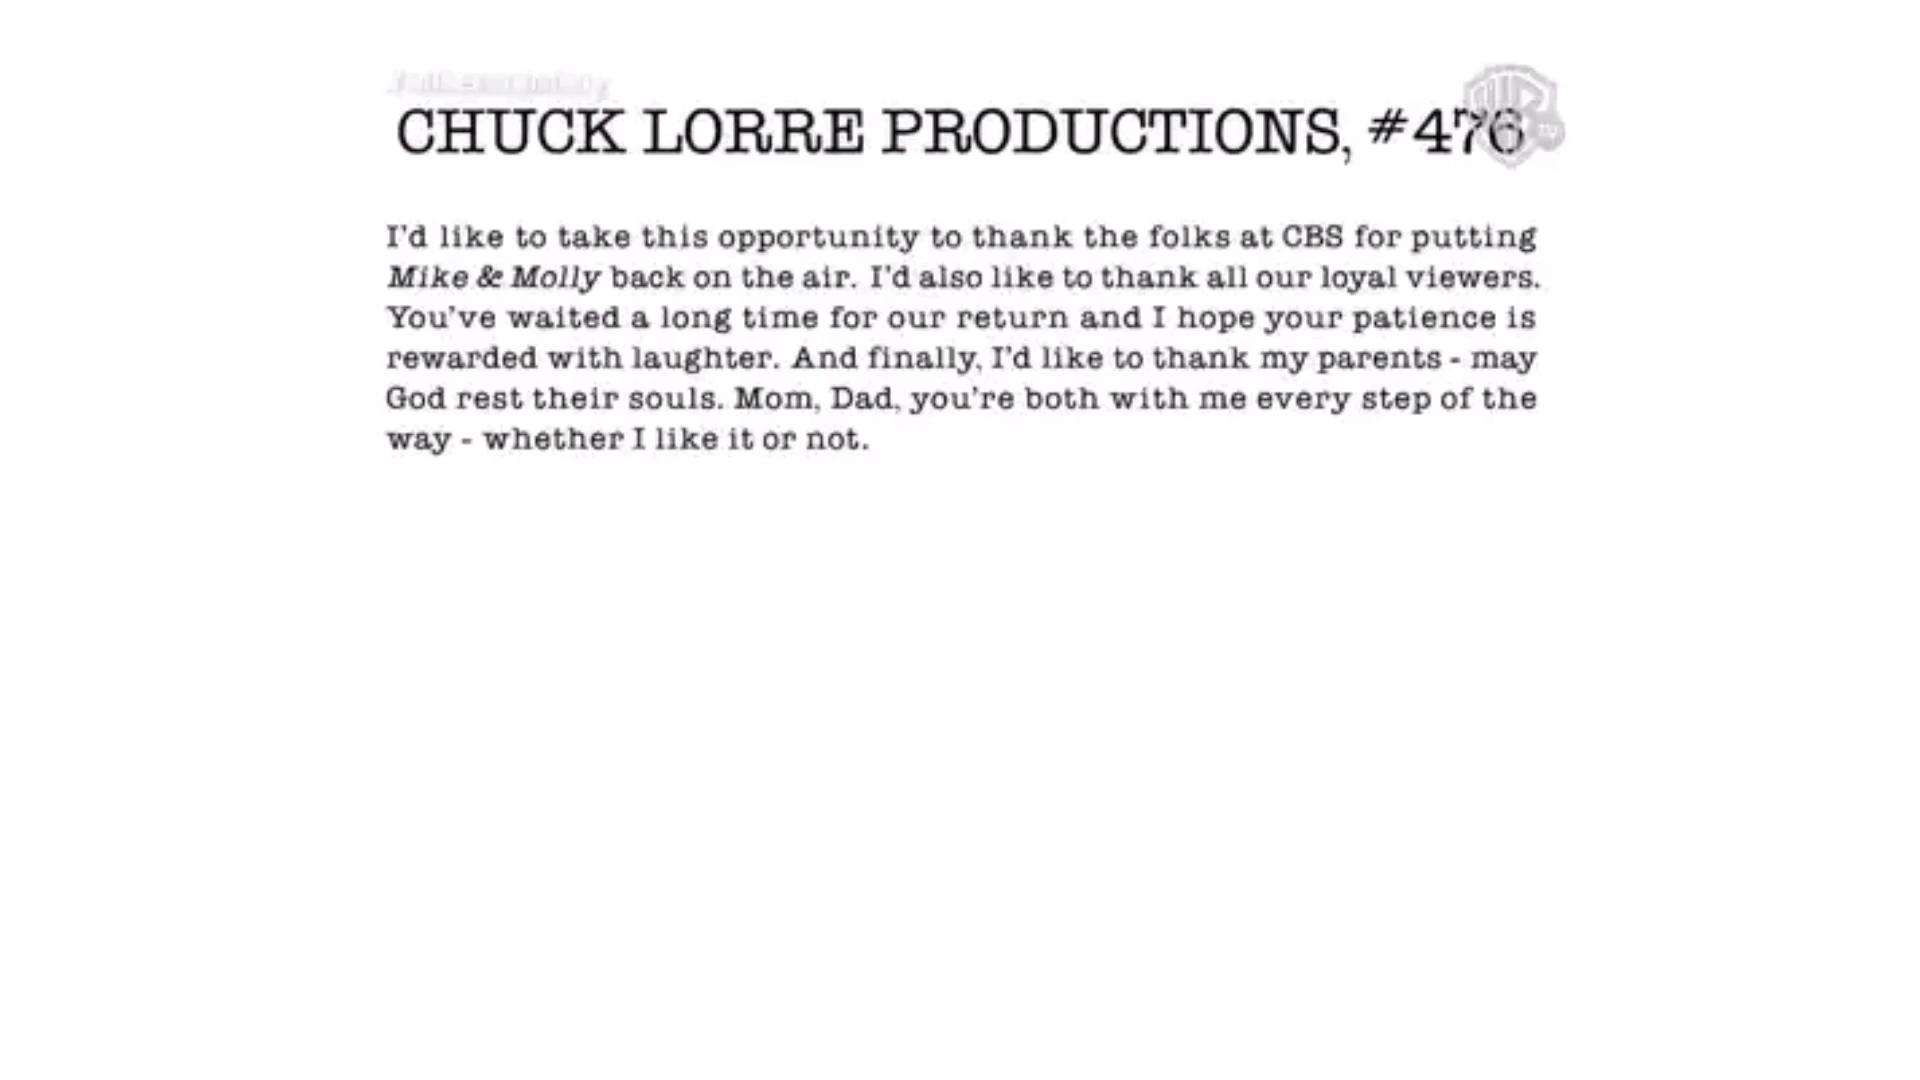 CHUCK LORRE PRODUCTIONS, #476
I'd like to take this opportunity to thank the folks at CBS for putting
Mike & Molly back on the air. I'd also like to thank all our loyal viewers.
You've waited a long time for our return and I hope your patience is
rewarded with laughter. And finally, I'd like to thank my parents - may
God rest their souls. Mom, Dad, you're both with me every step of the
way - whether I like it or not.